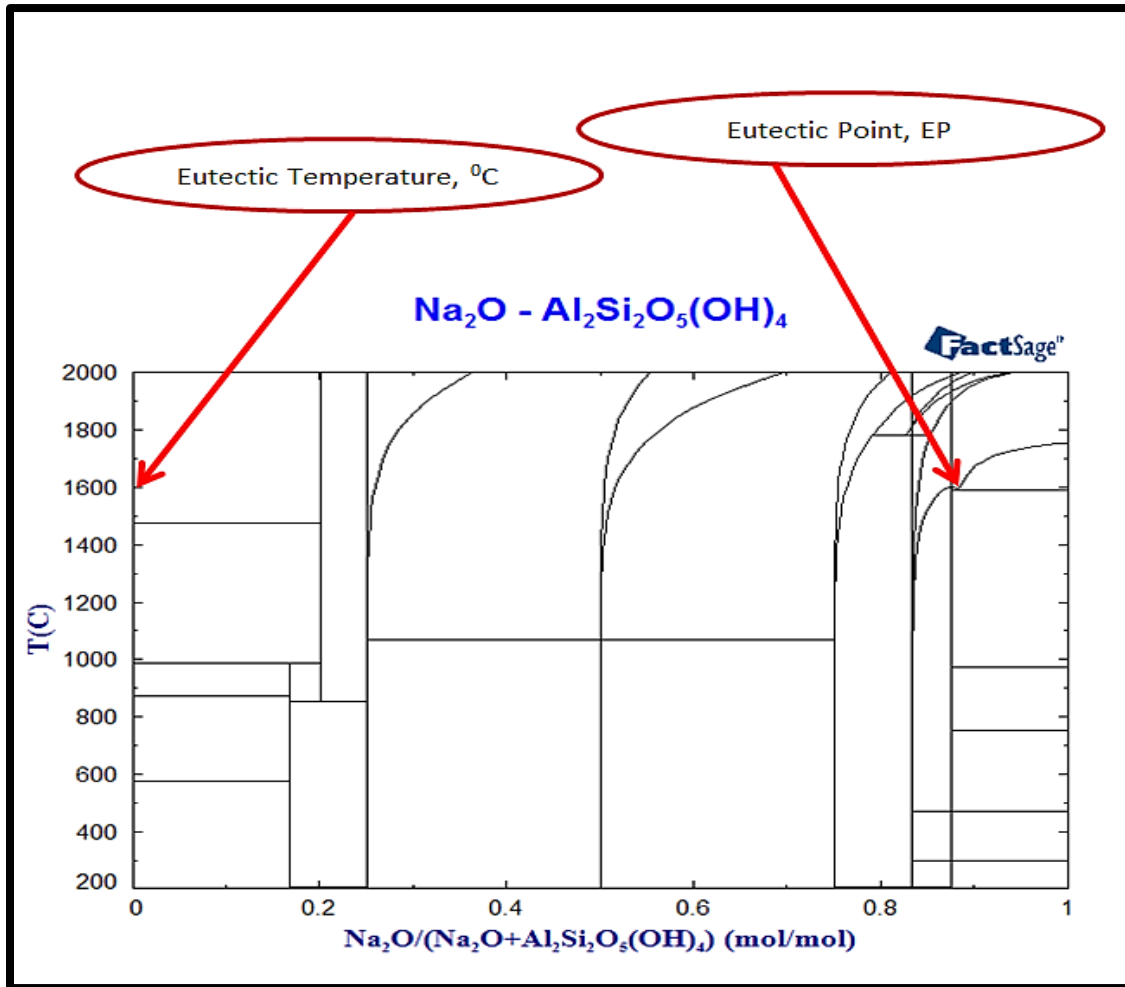 Eutectic Point, EP
Eutectic Temperature, ⁰C
Na₂O - Al₂Si₂O₅(OH)₄
FactSage™
2000
1800
1600
1400
1200
1000
800
600
400
200
T(C)
0 0.2 0.4 0.6 0.8 1
Na₂O/(Na₂O+Al₂Si₂O₅(OH)₄) (mol/mol)